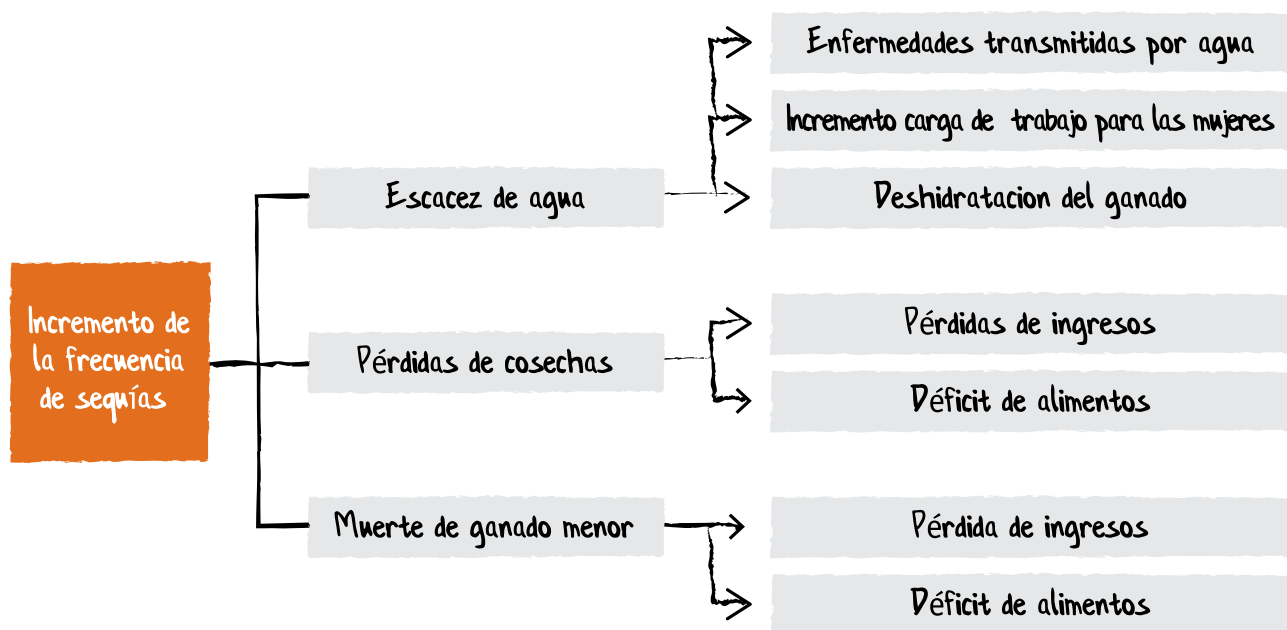 Enfermedades transmitidas por agua
Incremento carga de trabajo para las mujeres
Escacez de agua
Deshidratacion del ganado
Incremento de
la frecuencia
de sequías
Pérdidas de cosechas
Pérdidas de ingresos
Déficit de alimentos
Muerte de ganado menor
Pérdida de ingresos
Déficit de alimentos